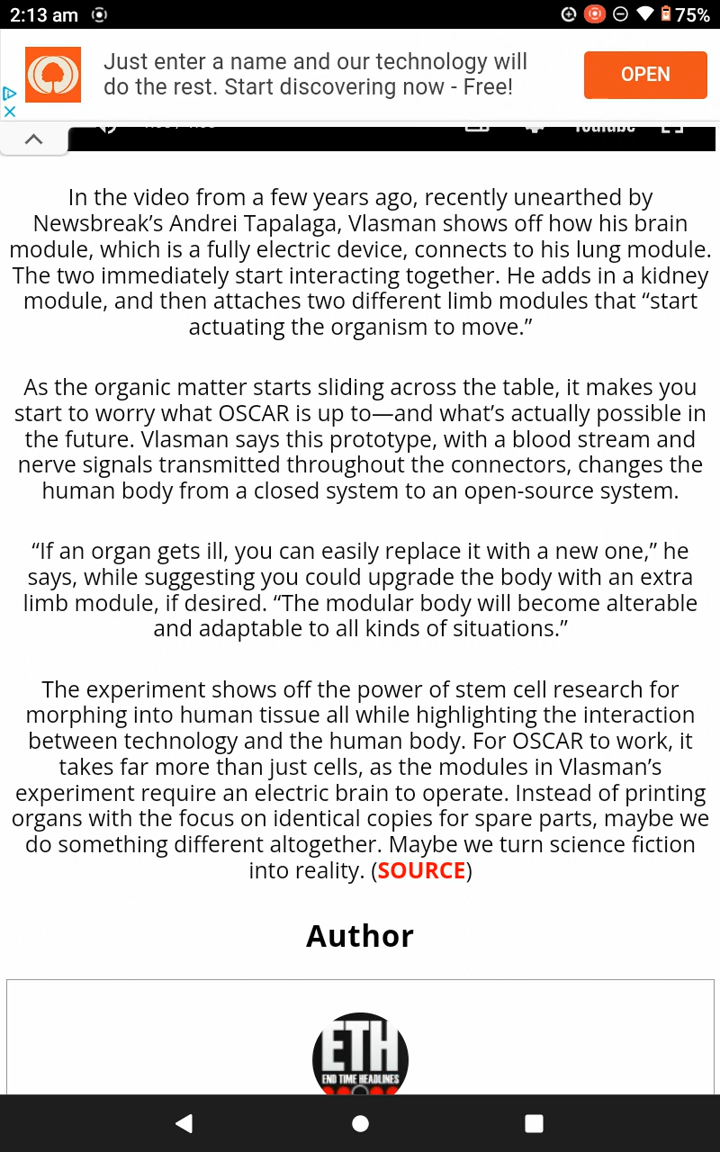 2:13 am
75%
Just enter a name and our technology will
do the rest. Start discovering now - Free!
OPEN
YouTube
In the video from a few years ago, recently unearthed by
Newsbreak’s Andrei Tapalaga, Vlasman shows off how his brain
module, which is a fully electric device, connects to his lung module.
The two immediately start interacting together. He adds in a kidney
module, and then attaches two different limb modules that “start
actuating the organism to move.”
As the organic matter starts sliding across the table, it makes you
start to worry what OSCAR is up to—and what’s actually possible in
the future. Vlasman says this prototype, with a blood stream and
nerve signals transmitted throughout the connectors, changes the
human body from a closed system to an open-source system.
“If an organ gets ill, you can easily replace it with a new one,” he
says, while suggesting you could upgrade the body with an extra
limb module, if desired. “The modular body will become alterable
and adaptable to all kinds of situations.”
The experiment shows off the power of stem cell research for
morphing into human tissue all while highlighting the interaction
between technology and the human body. For OSCAR to work, it
takes far more than just cells, as the modules in Vlasman’s
experiment require an electric brain to operate. Instead of printing
organs with the focus on identical copies for spare parts, maybe we
do something different altogether. Maybe we turn science fiction
into reality. (SOURCE)
Author
ETH
END TIME HEADLINES